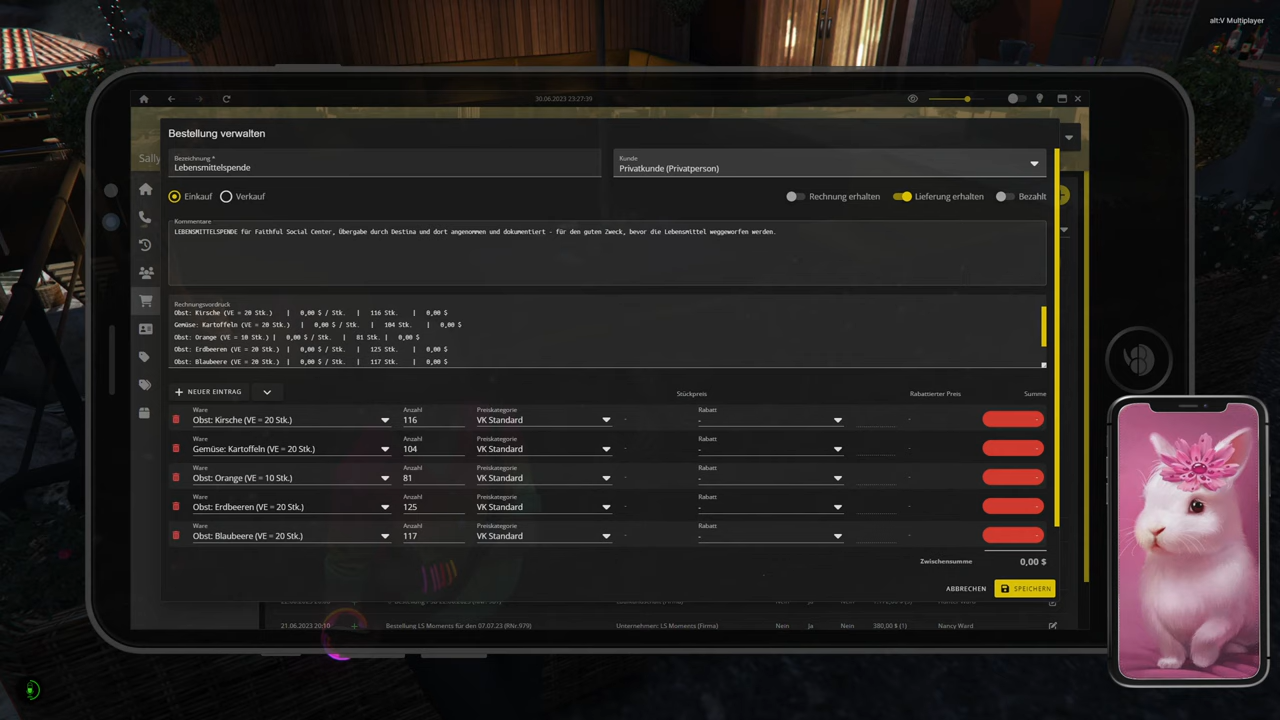 alt:V Multiplayer
30.06.2023 23:27:39
Bestellung verwalten
Sally
Bezeichnung *
Lebensmittelspende
Kunde
Privatkunde (Privatperson)
Einkauf Verkauf Rechnung erhalten Lieferung erhalten Bezahlt
Kommentare
LEBENSMITTELSPENDE für Faithful Social Center, Übergabe durch Destina und dort angenommen und dokumentiert - für den guten Zweck, bevor die Lebensmittel weggeworfen werden.
Rechnungsvordruck
Obst: Kirsche (VE = 20 Stk.) | 0,00 $ / Stk. | 116 Stk. | 0,00 $
Gemüse: Kartoffeln (VE = 20 Stk.) | 0,00 $ / Stk. | 104 Stk. | 0,00 $
Obst: Orange (VE = 10 Stk.) | 0,00 $ / Stk. | 81 Stk. | 0,00 $
Obst: Erdbeeren (VE = 20 Stk.) | 0,00 $ / Stk. | 125 Stk. | 0,00 $
Obst: Blaubeere (VE = 20 Stk.) | 0,00 $ / Stk. | 117 Stk. | 0,00 $
+ NEUER EINTRAG
Stückpreis Rabattierter Preis Summe
Ware Anzahl Preiskategorie Rabatt
Obst: Kirsche (VE = 20 Stk.) 116 VK Standard - - - -
Ware Anzahl Preiskategorie Rabatt
Gemüse: Kartoffeln (VE = 20 Stk.) 104 VK Standard - - - -
Ware Anzahl Preiskategorie Rabatt
Obst: Orange (VE = 10 Stk.) 81 VK Standard - - - -
Ware Anzahl Preiskategorie Rabatt
Obst: Erdbeeren (VE = 20 Stk.) 125 VK Standard - - - -
Ware Anzahl Preiskategorie Rabatt
Obst: Blaubeere (VE = 20 Stk.) 117 VK Standard - - - -
Zwischensumme 0,00 $
ABBRECHEN SPEICHERN
21.06.2023 20:10 + Bestellung LS Moments für den 07.07.23 (RNr.979) Unternehmen: LS Moments (Firma) Nein Ja Nein 380,00 $ (1) Nancy Ward